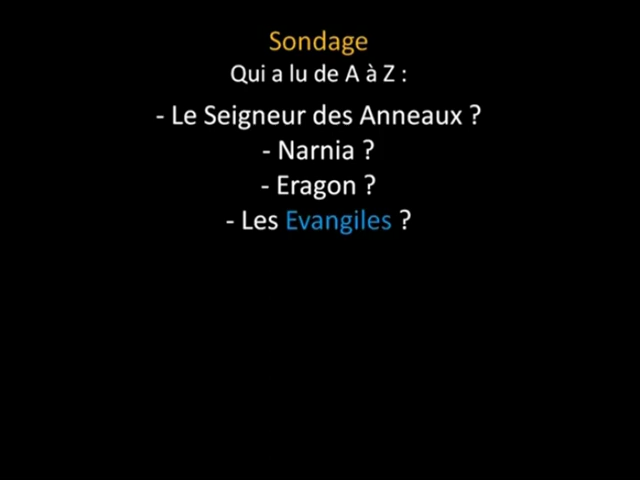 Sondage
Qui a lu de A à Z :
- Le Seigneur des Anneaux ?
- Narnia ?
- Eragon ?
- Les Evangiles ?